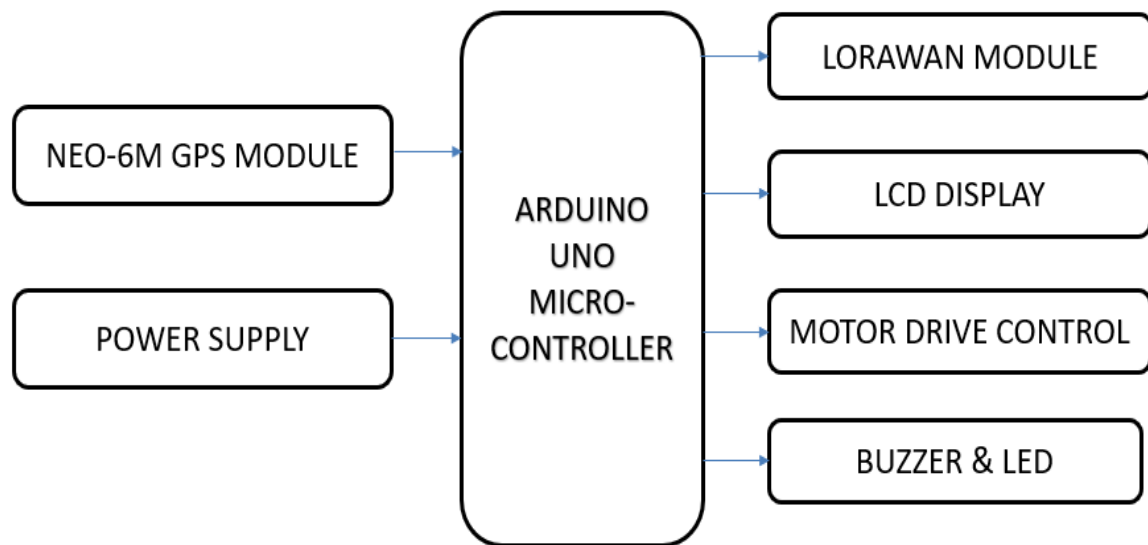 NEO-6M GPS MODULE
POWER SUPPLY
ARDUINO
UNO
MICRO-
CONTROLLER
LORAWAN MODULE
LCD DISPLAY
MOTOR DRIVE CONTROL
BUZZER & LED